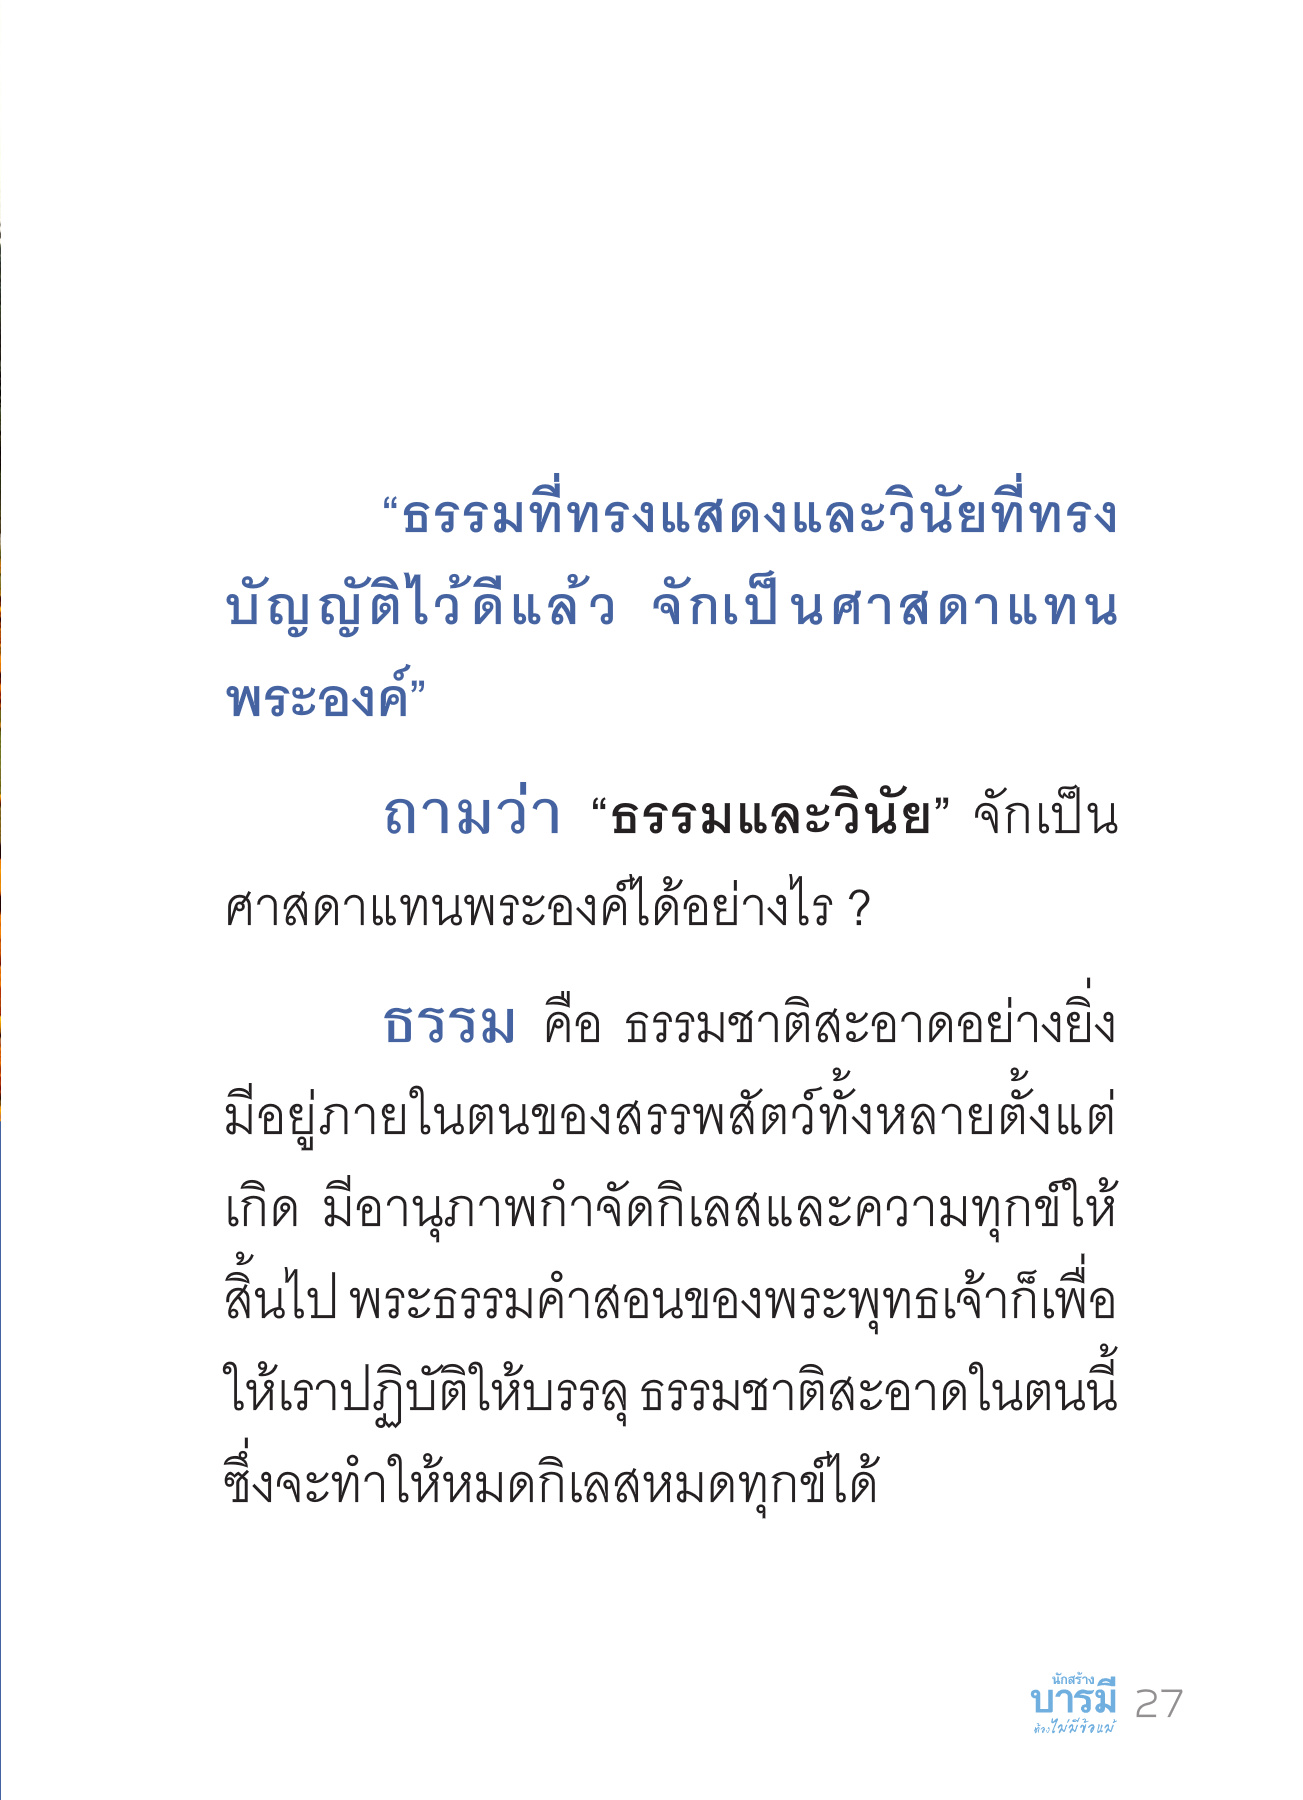 “ธรรมที่ทรงแสดงและวินัยที่ทรง
บัญญัติไว้ดีแล้ว จักเป็นศาสดาแทน
พระองค์”
ถามว่า “ธรรมและวินัย” จักเป็น
ศาสดาแทนพระองค์ได้อย่างไร ?
ธรรม คือ ธรรมชาติสะอาดอย่างยิ่ง
มีอยู่ภายในตนของสรรพสัตว์ทั้งหลายตั้งแต่
เกิด มีอานุภาพกำจัดกิเลสและความทุกข์ให้
สิ้นไป พระธรรมคำสอนของพระพุทธเจ้าก็เพื่อ
ให้เราปฏิบัติให้บรรลุ ธรรมชาติสะอาดในตนนี้
ซึ่งจะทำให้หมดกิเลสหมดทุกข์ได้
นักสร้าง
บารมี 27
ต้องไม่มีข้อแม้